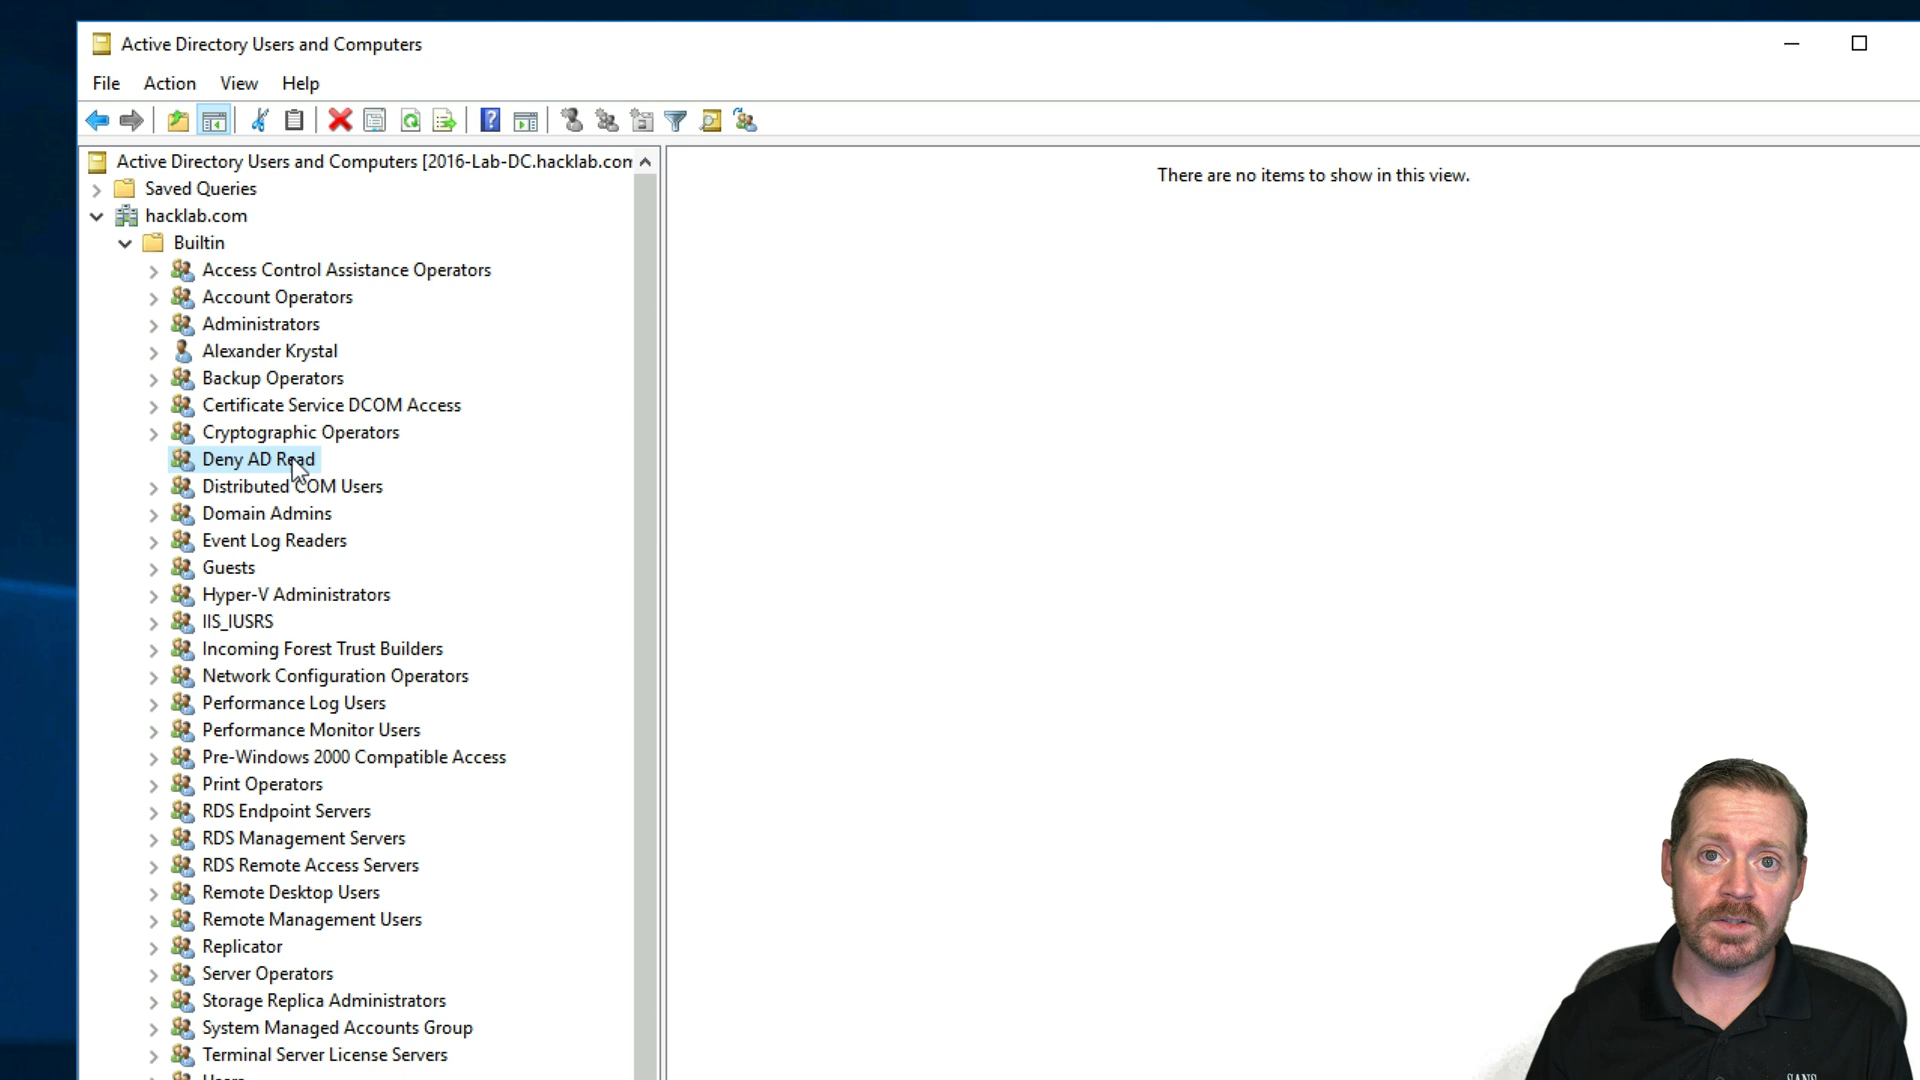 Active Directory Users and Computers
File Action View Help
Active Directory Users and Computers [2016-Lab-DC.hacklab.com
There are no items to show in this view.
Saved Queries
hacklab.com
Builtin
Access Control Assistance Operators
Account Operators
Administrators
Alexander Krystal
Backup Operators
Certificate Service DCOM Access
Cryptographic Operators
Deny AD Read
Distributed COM Users
Domain Admins
Event Log Readers
Guests
Hyper-V Administrators
IIS_IUSRS
Incoming Forest Trust Builders
Network Configuration Operators
Performance Log Users
Performance Monitor Users
Pre-Windows 2000 Compatible Access
Print Operators
RDS Endpoint Servers
RDS Management Servers
RDS Remote Access Servers
Remote Desktop Users
Remote Management Users
Replicator
Server Operators
Storage Replica Administrators
System Managed Accounts Group
Terminal Server License Servers
Users
SANS